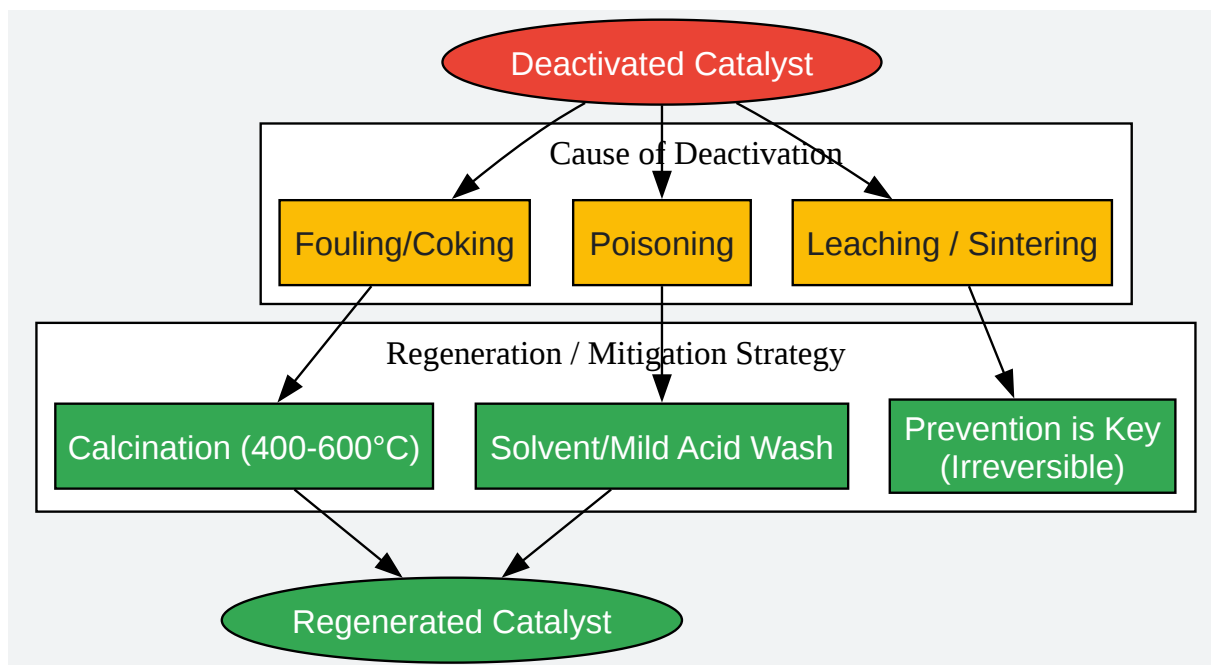 Deactivated Catalyst
Cause of Deactivation
Fouling/Coking
Poisoning
Leaching / Sintering
Regeneration / Mitigation Strategy
Calcination (400-600°C)
Solvent/Mild Acid Wash
Prevention is Key
(Irreversible)
Regenerated Catalyst